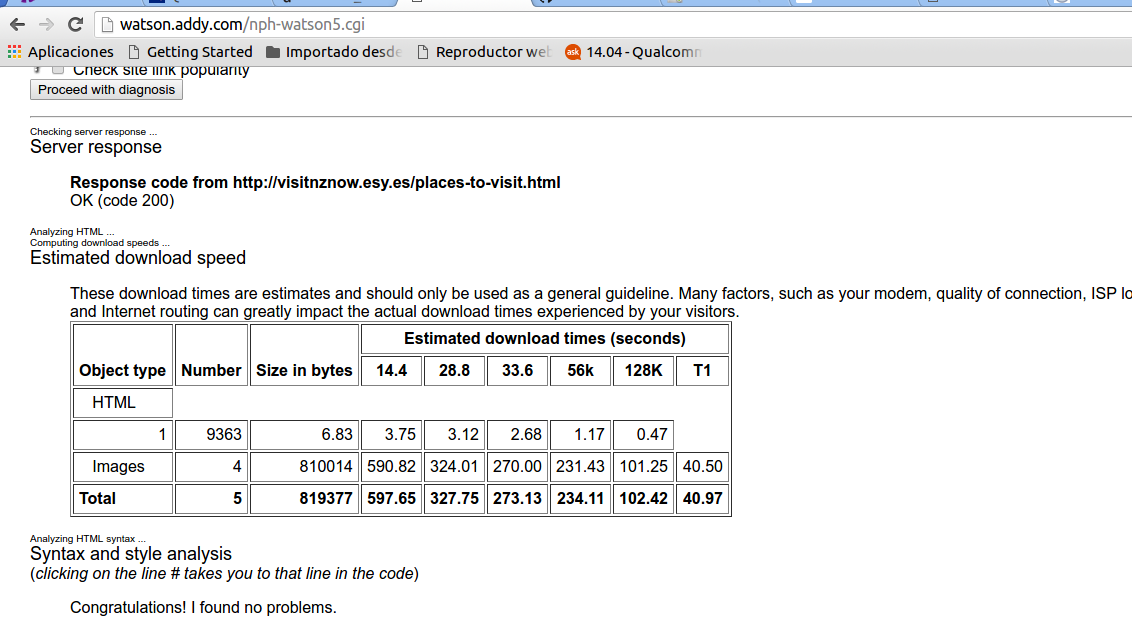 watson.addy.com/nph-watson5.cgi
Aplicaciones Getting Started Importado desde Reproductor web ask 14.04 - Qualcomm
Check site link popularity
Proceed with diagnosis
Checking server response ...
Server response
Response code from http://visitnznow.esy.es/places-to-visit.html
OK (code 200)
Analyzing HTML ...
Computing download speeds ...
Estimated download speed
These download times are estimates and should only be used as a general guideline. Many factors, such as your modem, quality of connection, ISP lo
and Internet routing can greatly impact the actual download times experienced by your visitors.
Estimated download times (seconds)
Object type Number Size in bytes 14.4 28.8 33.6 56k 128K T1
HTML
1 9363 6.83 3.75 3.12 2.68 1.17 0.47
Images 4 810014 590.82 324.01 270.00 231.43 101.25 40.50
Total 5 819377 597.65 327.75 273.13 234.11 102.42 40.97
Analyzing HTML syntax ...
Syntax and style analysis
(clicking on the line # takes you to that line in the code)
Congratulations! I found no problems.